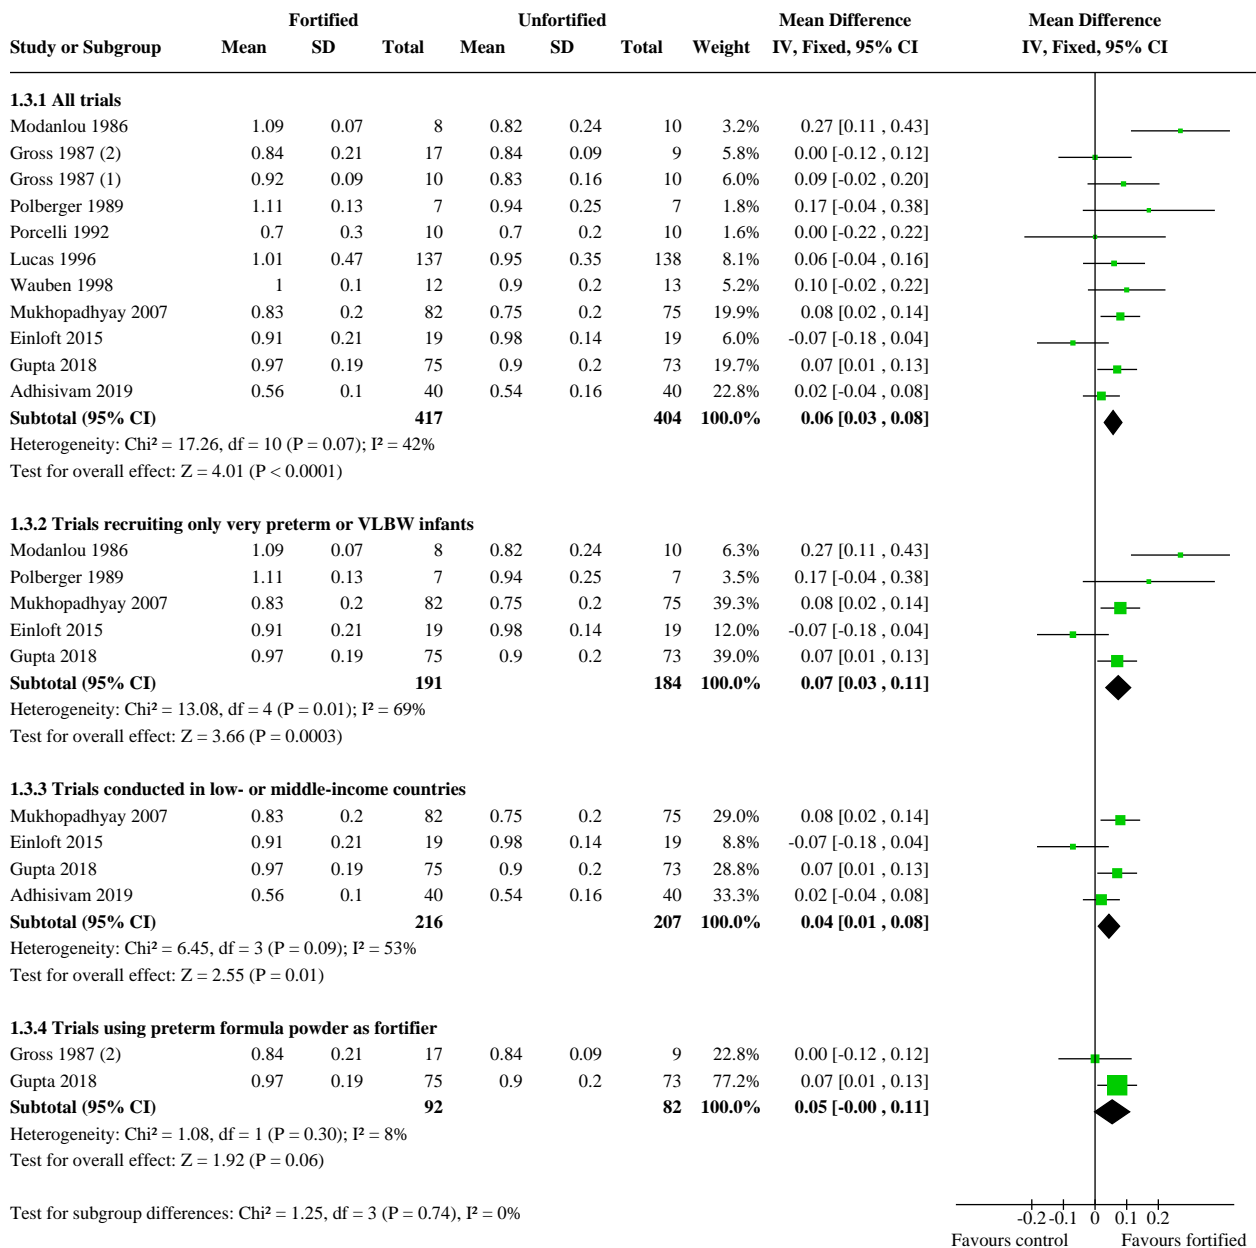 Fortified Unfortified Mean Difference Mean Difference
Study or Subgroup Mean SD Total Mean SD Total Weight IV, Fixed, 95% CI IV, Fixed, 95% CI
1.3.1 All trials
Modanlou 1986 1.09 0.07 8 0.82 0.24 10 3.2% 0.27 [0.11 , 0.43]
Gross 1987 (2) 0.84 0.21 17 0.84 0.09 9 5.8% 0.00 [-0.12 , 0.12]
Gross 1987 (1) 0.92 0.09 10 0.83 0.16 10 6.0% 0.09 [-0.02 , 0.20]
Polberger 1989 1.11 0.13 7 0.94 0.25 7 1.8% 0.17 [-0.04 , 0.38]
Porcelli 1992 0.7 0.3 10 0.7 0.2 10 1.6% 0.00 [-0.22 , 0.22]
Lucas 1996 1.01 0.47 137 0.95 0.35 138 8.1% 0.06 [-0.04 , 0.16]
Wauben 1998 1 0.1 12 0.9 0.2 13 5.2% 0.10 [-0.02 , 0.22]
Mukhopadhyay 2007 0.83 0.2 82 0.75 0.2 75 19.9% 0.08 [0.02 , 0.14]
Einloft 2015 0.91 0.21 19 0.98 0.14 19 6.0% -0.07 [-0.18 , 0.04]
Gupta 2018 0.97 0.19 75 0.9 0.2 73 19.7% 0.07 [0.01 , 0.13]
Adhisivam 2019 0.56 0.1 40 0.54 0.16 40 22.8% 0.02 [-0.04 , 0.08]
Subtotal (95% CI) 417 404 100.0% 0.06 [0.03 , 0.08]
Heterogeneity: Chi² = 17.26, df = 10 (P = 0.07); I² = 42%
Test for overall effect: Z = 4.01 (P < 0.0001)
1.3.2 Trials recruiting only very preterm or VLBW infants
Modanlou 1986 1.09 0.07 8 0.82 0.24 10 6.3% 0.27 [0.11 , 0.43]
Polberger 1989 1.11 0.13 7 0.94 0.25 7 3.5% 0.17 [-0.04 , 0.38]
Mukhopadhyay 2007 0.83 0.2 82 0.75 0.2 75 39.3% 0.08 [0.02 , 0.14]
Einloft 2015 0.91 0.21 19 0.98 0.14 19 12.0% -0.07 [-0.18 , 0.04]
Gupta 2018 0.97 0.19 75 0.9 0.2 73 39.0% 0.07 [0.01 , 0.13]
Subtotal (95% CI) 191 184 100.0% 0.07 [0.03 , 0.11]
Heterogeneity: Chi² = 13.08, df = 4 (P = 0.01); I² = 69%
Test for overall effect: Z = 3.66 (P = 0.0003)
1.3.3 Trials conducted in low- or middle-income countries
Mukhopadhyay 2007 0.83 0.2 82 0.75 0.2 75 29.0% 0.08 [0.02 , 0.14]
Einloft 2015 0.91 0.21 19 0.98 0.14 19 8.8% -0.07 [-0.18 , 0.04]
Gupta 2018 0.97 0.19 75 0.9 0.2 73 28.8% 0.07 [0.01 , 0.13]
Adhisivam 2019 0.56 0.1 40 0.54 0.16 40 33.3% 0.02 [-0.04 , 0.08]
Subtotal (95% CI) 216 207 100.0% 0.04 [0.01 , 0.08]
Heterogeneity: Chi² = 6.45, df = 3 (P = 0.09); I² = 53%
Test for overall effect: Z = 2.55 (P = 0.01)
1.3.4 Trials using preterm formula powder as fortifier
Gross 1987 (2) 0.84 0.21 17 0.84 0.09 9 22.8% 0.00 [-0.12 , 0.12]
Gupta 2018 0.97 0.19 75 0.9 0.2 73 77.2% 0.07 [0.01 , 0.13]
Subtotal (95% CI) 92 82 100.0% 0.05 [-0.00 , 0.11]
Heterogeneity: Chi² = 1.08, df = 1 (P = 0.30); I² = 8%
Test for overall effect: Z = 1.92 (P = 0.06)
Test for subgroup differences: Chi² = 1.25, df = 3 (P = 0.74), I² = 0%
-0.2 -0.1 0 0.1 0.2
Favours control Favours fortified